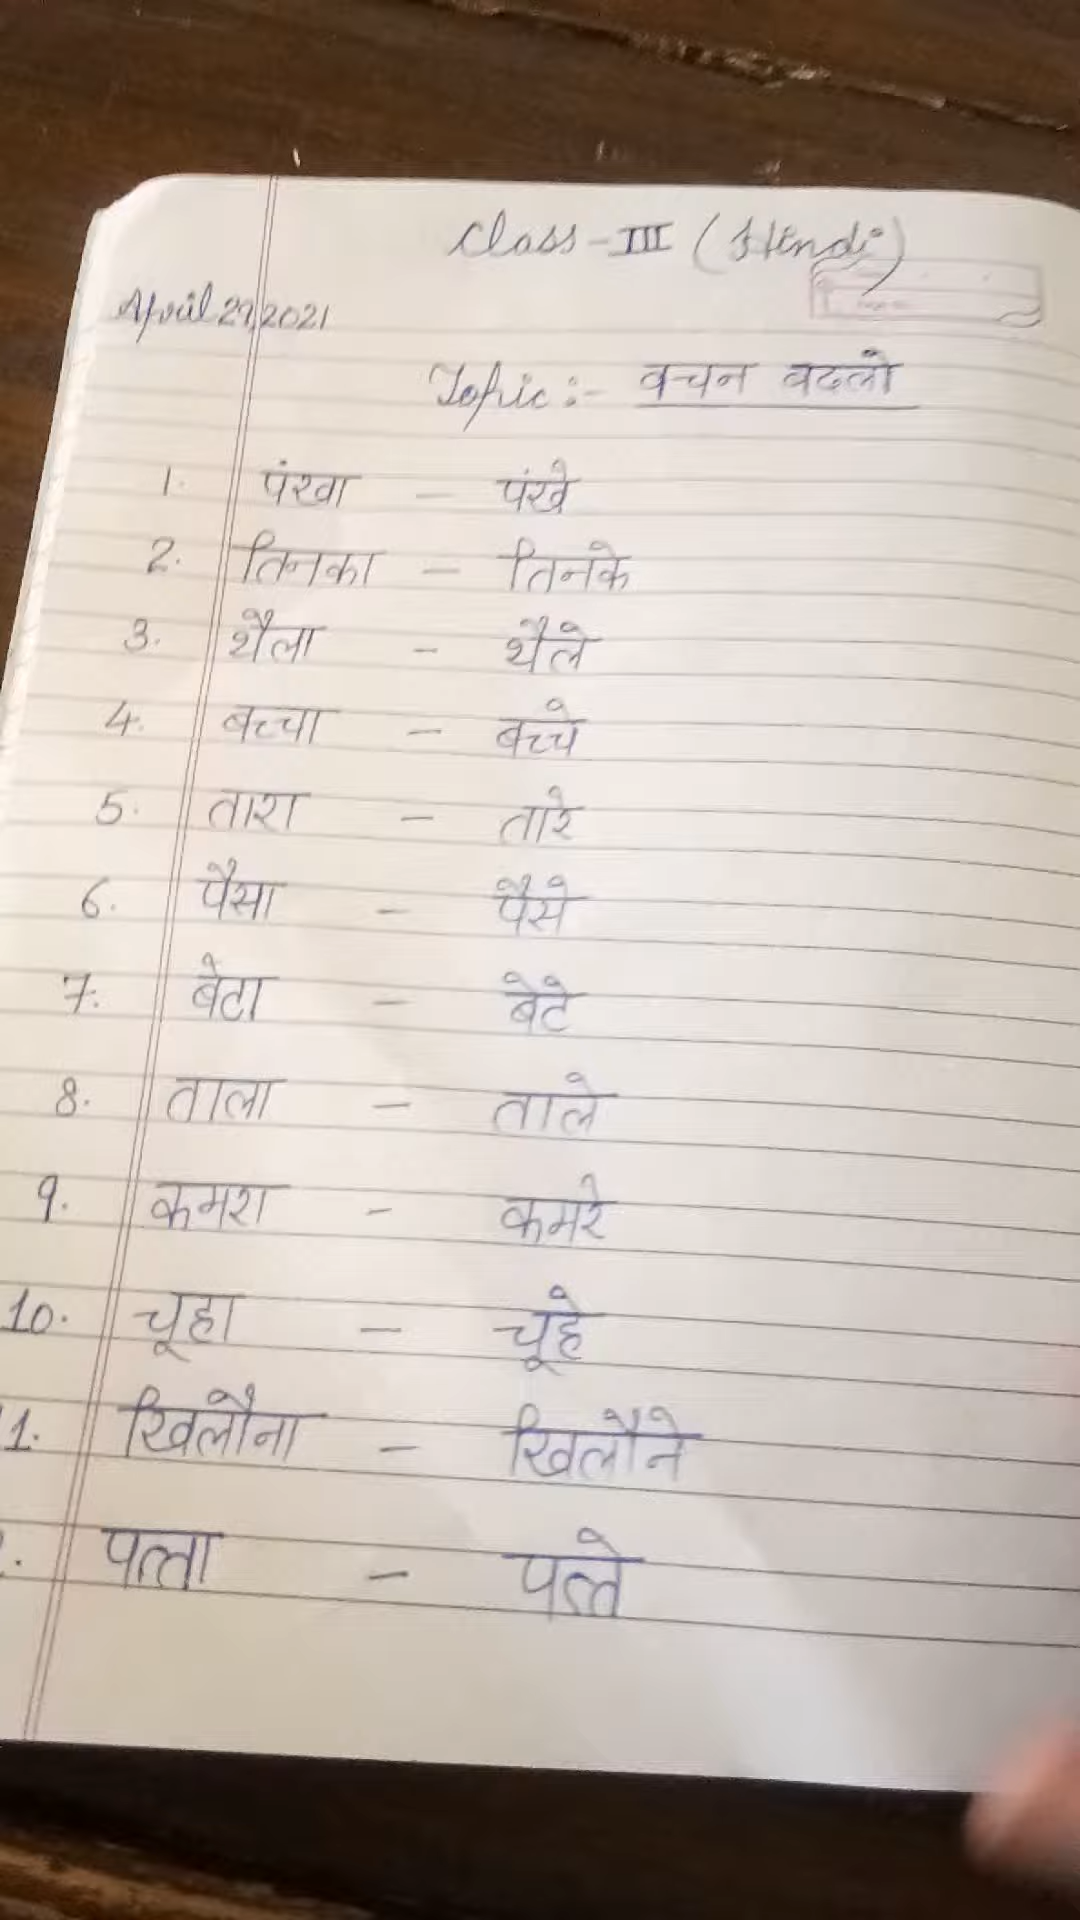 Class-III (Hindi)
April 29, 2021
Topic:- वचन बदलो
1. पंखा - पंखे
2. तिनका - तिनके
3. थैला - थैले
4. बच्चा - बच्चे
5. तारा - तारे
6. पैसा - पैसे
7. बेटा - बेटे
8. ताला - ताले
9. कमरा - कमरे
10. चूहा - चूहे
11. खिलौना - खिलौने
पत्ता - पत्ते